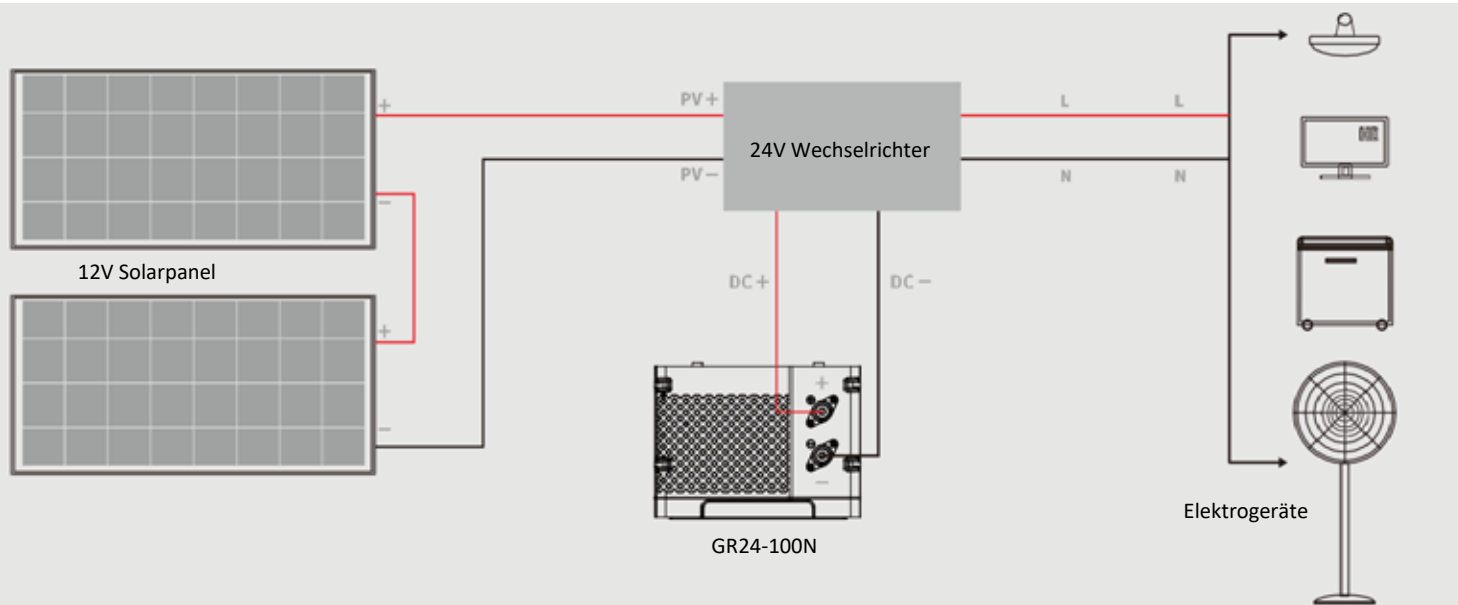 +
PV+
L
L
24V Wechselrichter
PV−
N
N
−
12V Solarpanel
DC+
DC−
+
−
+
−
Elektrogeräte
GR24-100N